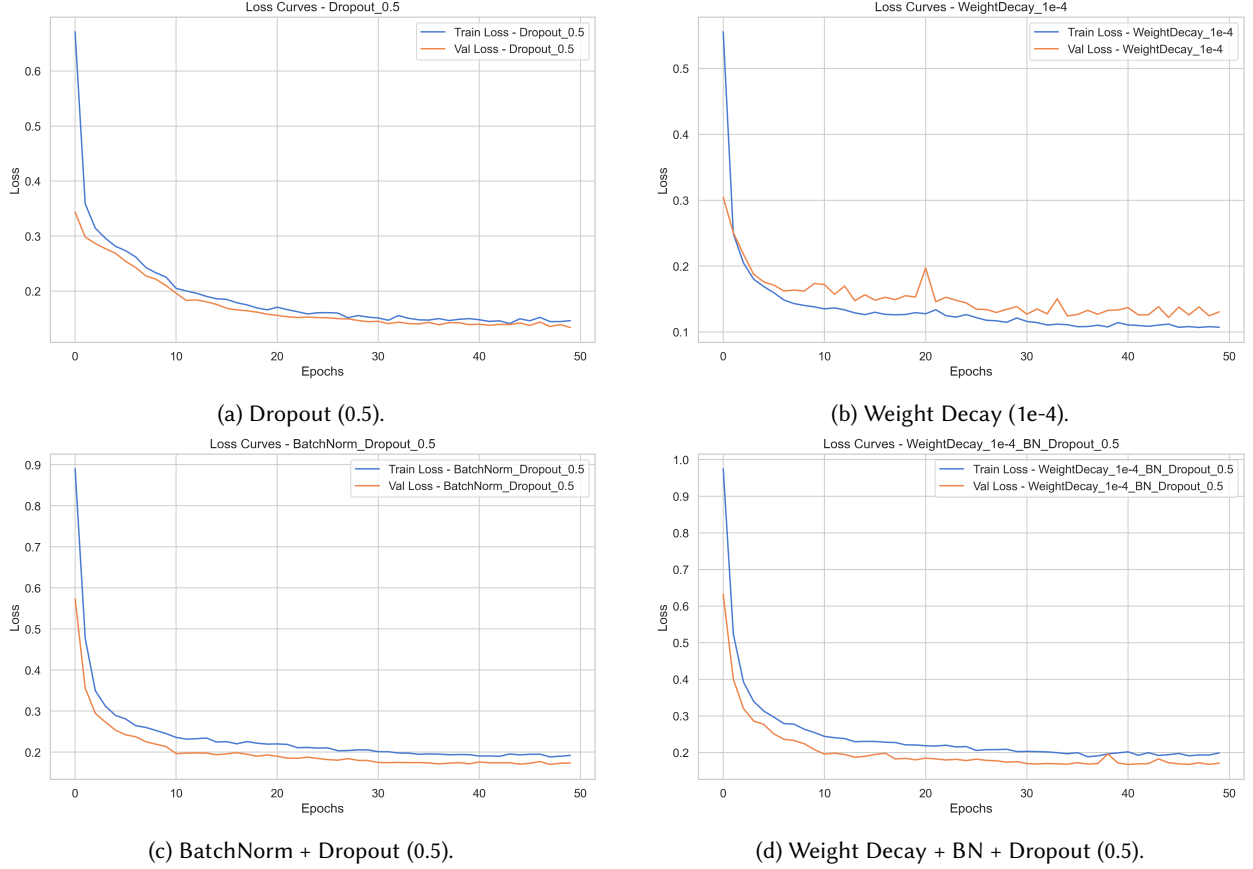 Loss Curves - Dropout_0.5
Train Loss - Dropout_0.5
Val Loss - Dropout_0.5
Loss
0.6
0.5
0.4
0.3
0.2
0 10 20 30 40 50
Epochs
(a) Dropout (0.5).
Loss Curves - WeightDecay_1e-4
Train Loss - WeightDecay_1e-4
Val Loss - WeightDecay_1e-4
Loss
0.5
0.4
0.3
0.2
0.1
0 10 20 30 40 50
Epochs
(b) Weight Decay (1e-4).
Loss Curves - BatchNorm_Dropout_0.5
Train Loss - BatchNorm_Dropout_0.5
Val Loss - BatchNorm_Dropout_0.5
Loss
0.9
0.8
0.7
0.6
0.5
0.4
0.3
0.2
0 10 20 30 40 50
Epochs
(c) BatchNorm + Dropout (0.5).
Loss Curves - WeightDecay_1e-4_BN_Dropout_0.5
Train Loss - WeightDecay_1e-4_BN_Dropout_0.5
Val Loss - WeightDecay_1e-4_BN_Dropout_0.5
Loss
1.0
0.9
0.8
0.7
0.6
0.5
0.4
0.3
0.2
0 10 20 30 40 50
Epochs
(d) Weight Decay + BN + Dropout (0.5).